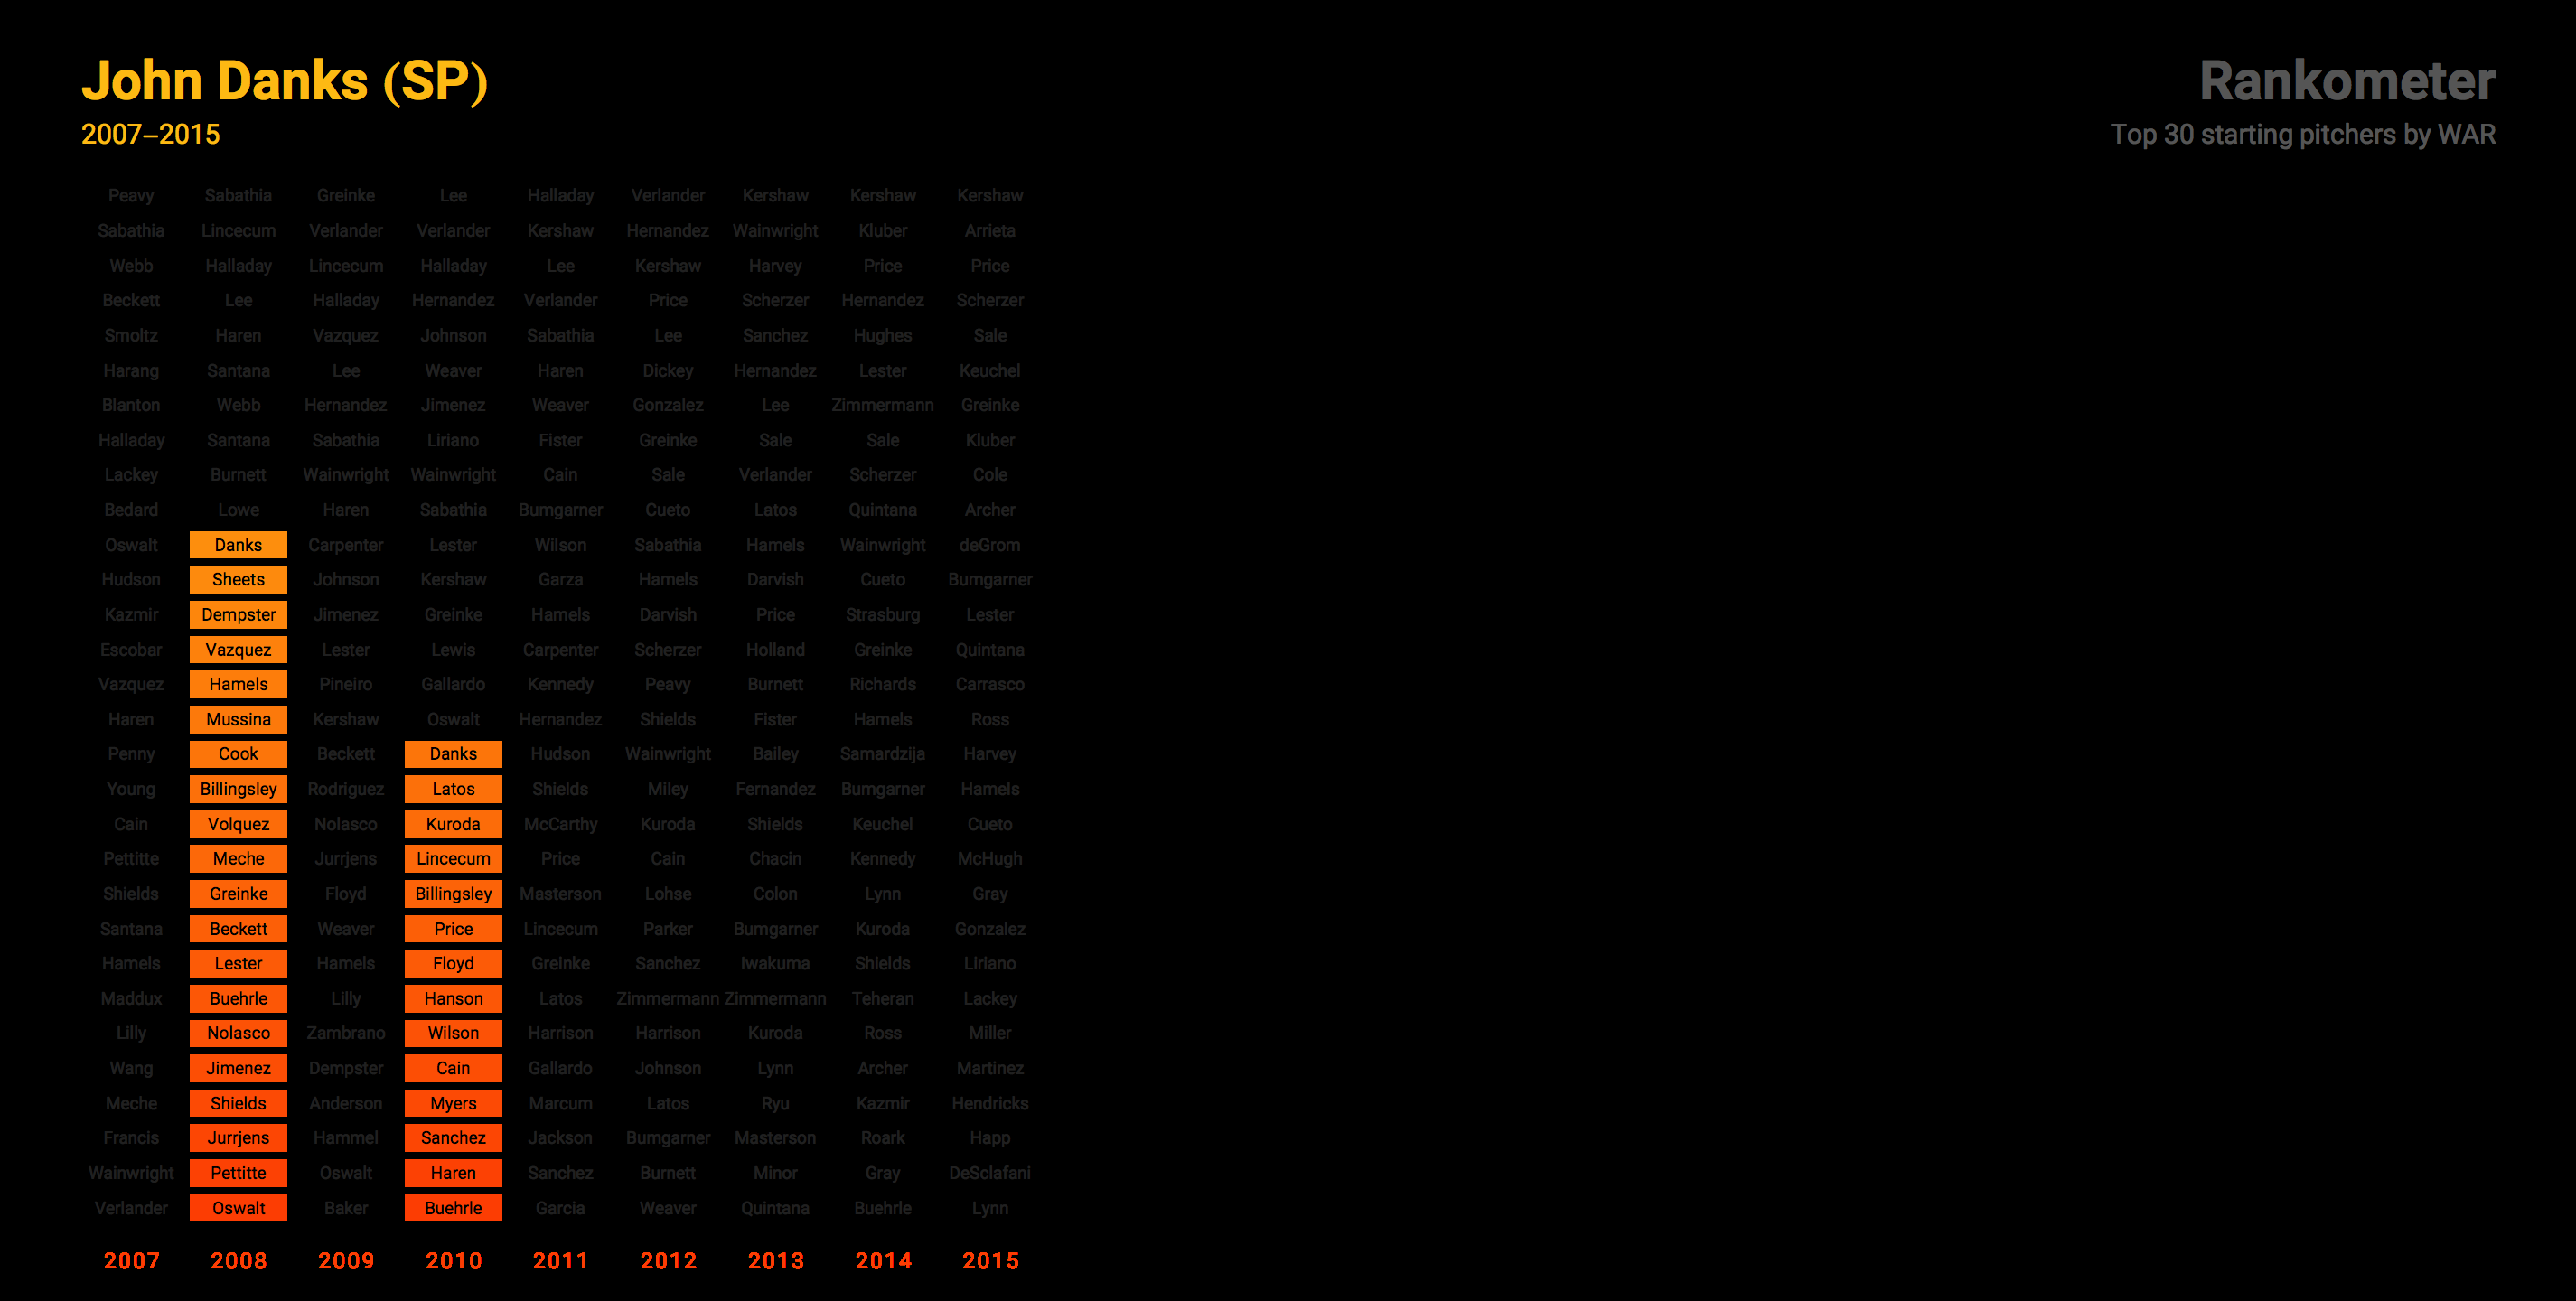 John Danks (SP)
2007–2015
Rankometer
Top 30 starting pitchers by WAR
Peavy Sabathia Greinke Lee Halladay Verlander Kershaw Kershaw Kershaw
Sabathia Lincecum Verlander Verlander Kershaw Hernandez Wainwright Kluber Arrieta
Webb Halladay Lincecum Halladay Lee Kershaw Harvey Price Price
Beckett Lee Halladay Hernandez Verlander Price Scherzer Hernandez Scherzer
Smoltz Haren Vazquez Johnson Sabathia Lee Sanchez Hughes Sale
Harang Santana Lee Weaver Haren Dickey Hernandez Lester Keuchel
Blanton Webb Hernandez Jimenez Weaver Gonzalez Lee Zimmermann Greinke
Halladay Santana Sabathia Liriano Fister Greinke Sale Sale Kluber
Lackey Burnett Wainwright Wainwright Cain Sale Verlander Scherzer Cole
Bedard Lowe Haren Sabathia Bumgarner Cueto Latos Quintana Archer
Oswalt Danks Carpenter Lester Wilson Sabathia Hamels Wainwright deGrom
Hudson Sheets Johnson Kershaw Garza Hamels Darvish Cueto Bumgarner
Kazmir Dempster Jimenez Greinke Hamels Darvish Price Strasburg Lester
Escobar Vazquez Lester Lewis Carpenter Scherzer Holland Greinke Quintana
Vazquez Hamels Pineiro Gallardo Kennedy Peavy Burnett Richards Carrasco
Haren Mussina Kershaw Oswalt Hernandez Shields Fister Hamels Ross
Penny Cook Beckett Danks Hudson Wainwright Bailey Samardzija Harvey
Young Billingsley Rodriguez Latos Shields Miley Fernandez Bumgarner Hamels
Cain Volquez Nolasco Kuroda McCarthy Kuroda Shields Keuchel Cueto
Pettitte Meche Jurrjens Lincecum Price Cain Chacin Kennedy McHugh
Shields Greinke Floyd Billingsley Masterson Lohse Colon Lynn Gray
Santana Beckett Weaver Price Lincecum Parker Bumgarner Kuroda Gonzalez
Hamels Lester Hamels Floyd Greinke Sanchez Iwakuma Shields Liriano
Maddux Buehrle Lilly Hanson Latos Zimmermann Zimmermann Teheran Lackey
Lilly Nolasco Zambrano Wilson Harrison Harrison Kuroda Ross Miller
Wang Jimenez Dempster Cain Gallardo Johnson Lynn Archer Martinez
Meche Shields Anderson Myers Marcum Latos Ryu Kazmir Hendricks
Francis Jurrjens Hammel Sanchez Jackson Bumgarner Masterson Roark Happ
Wainwright Pettitte Oswalt Haren Sanchez Burnett Minor Gray DeSclafani
Verlander Oswalt Baker Buehrle Garcia Weaver Quintana Buehrle Lynn
2007 2008 2009 2010 2011 2012 2013 2014 2015